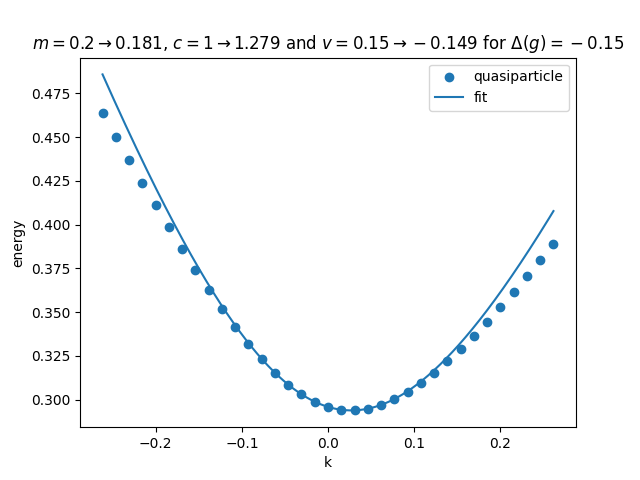 m = 0.2 → 0.181, c = 1 → 1.279 and v = 0.15 → −0.149 for Δ(g) = −0.15
quasiparticle
fit
energy
0.475
0.450
0.425
0.400
0.375
0.350
0.325
0.300
−0.2
−0.1
0.0
0.1
0.2
k